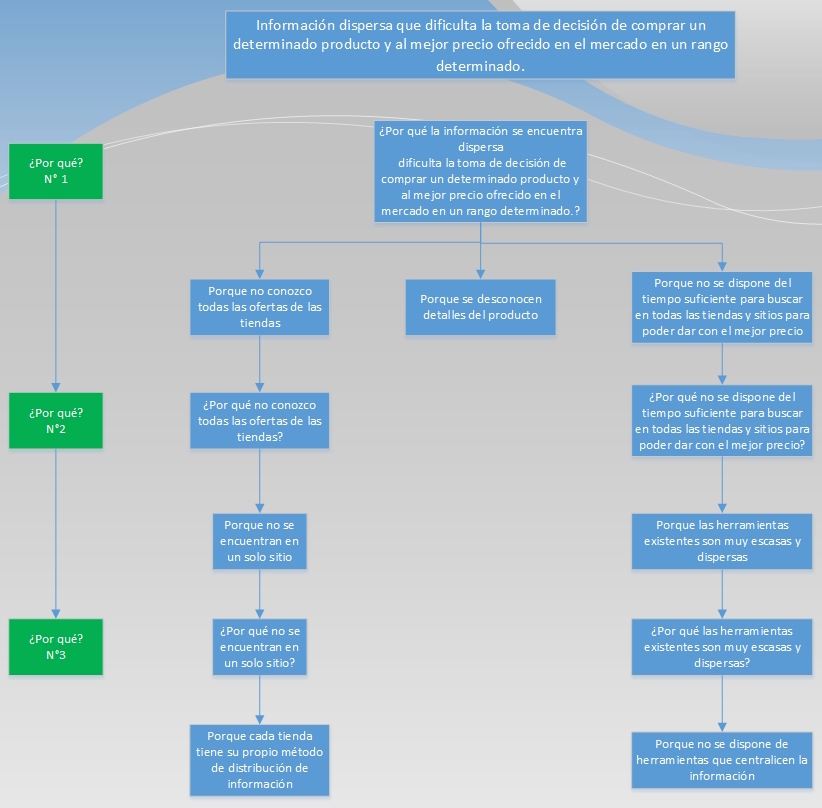 Información dispersa que dificulta la toma de decisión de comprar un
determinado producto y al mejor precio ofrecido en el mercado en un rango
determinado.
¿Por qué?
N° 1
¿Por qué la información se encuentra
dispersa
dificulta la toma de decisión de
comprar un determinado producto y
al mejor precio ofrecido en el
mercado en un rango determinado.?
Porque no conozco
todas las ofertas de las
tiendas
Porque se desconocen
detalles del producto
Porque no se dispone del
tiempo suficiente para buscar
en todas las tiendas y sitios para
poder dar con el mejor precio
¿Por qué?
N°2
¿Por qué no conozco
todas las ofertas de las
tiendas?
¿Por qué no se dispone del
tiempo suficiente para buscar
en todas las tiendas y sitios para
poder dar con el mejor precio?
Porque no se
encuentran en
un solo sitio
Porque las herramientas
existentes son muy escasas y
dispersas
¿Por qué?
N°3
¿Por qué no se
encuentran en
un solo sitio?
¿Por qué las herramientas
existentes son muy escasas y
dispersas?
Porque cada tienda
tiene su propio método
de distribución de
información
Porque no se dispone de
herramientas que centralicen la
información